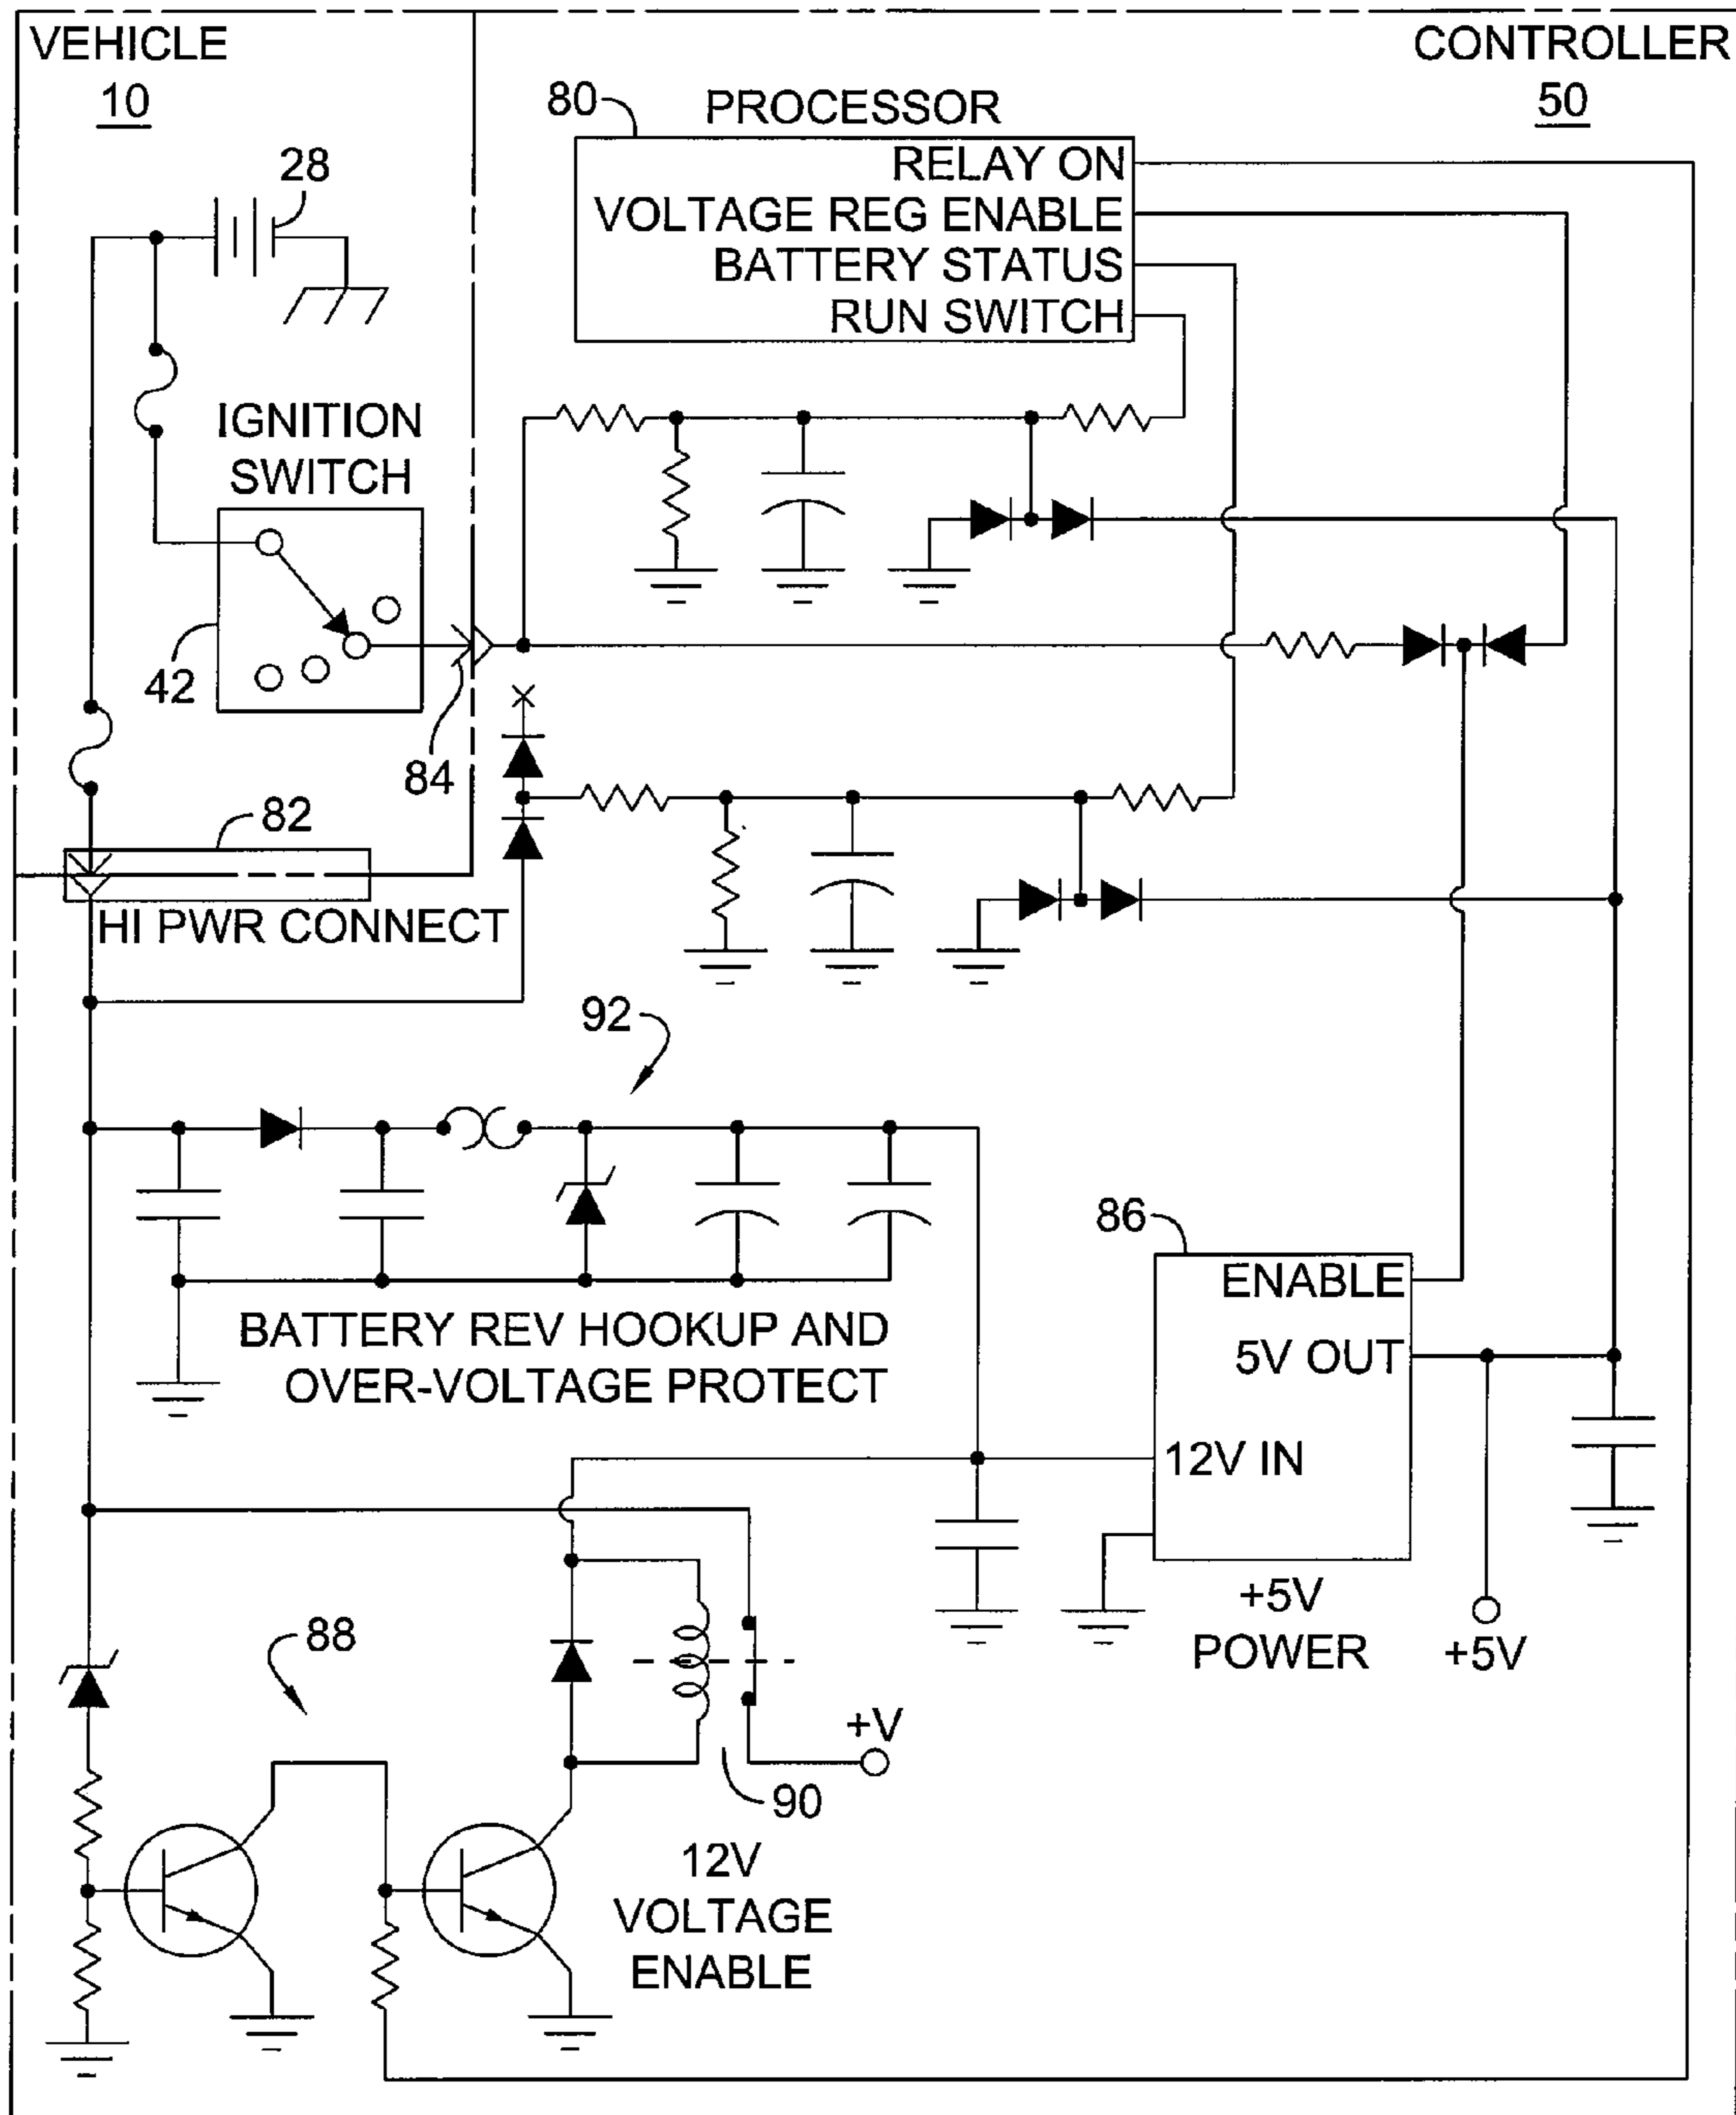 VEHICLE
10
CONTROLLER
50
80
PROCESSOR
RELAY ON
VOLTAGE REG ENABLE
BATTERY STATUS
RUN SWITCH
28
IGNITION
SWITCH
42
84
82
HI PWR CONNECT
92
BATTERY REV HOOKUP AND
OVER-VOLTAGE PROTECT
86
ENABLE
5V OUT
12V IN
+5V
POWER
+5V
88
+V
90
12V
VOLTAGE
ENABLE